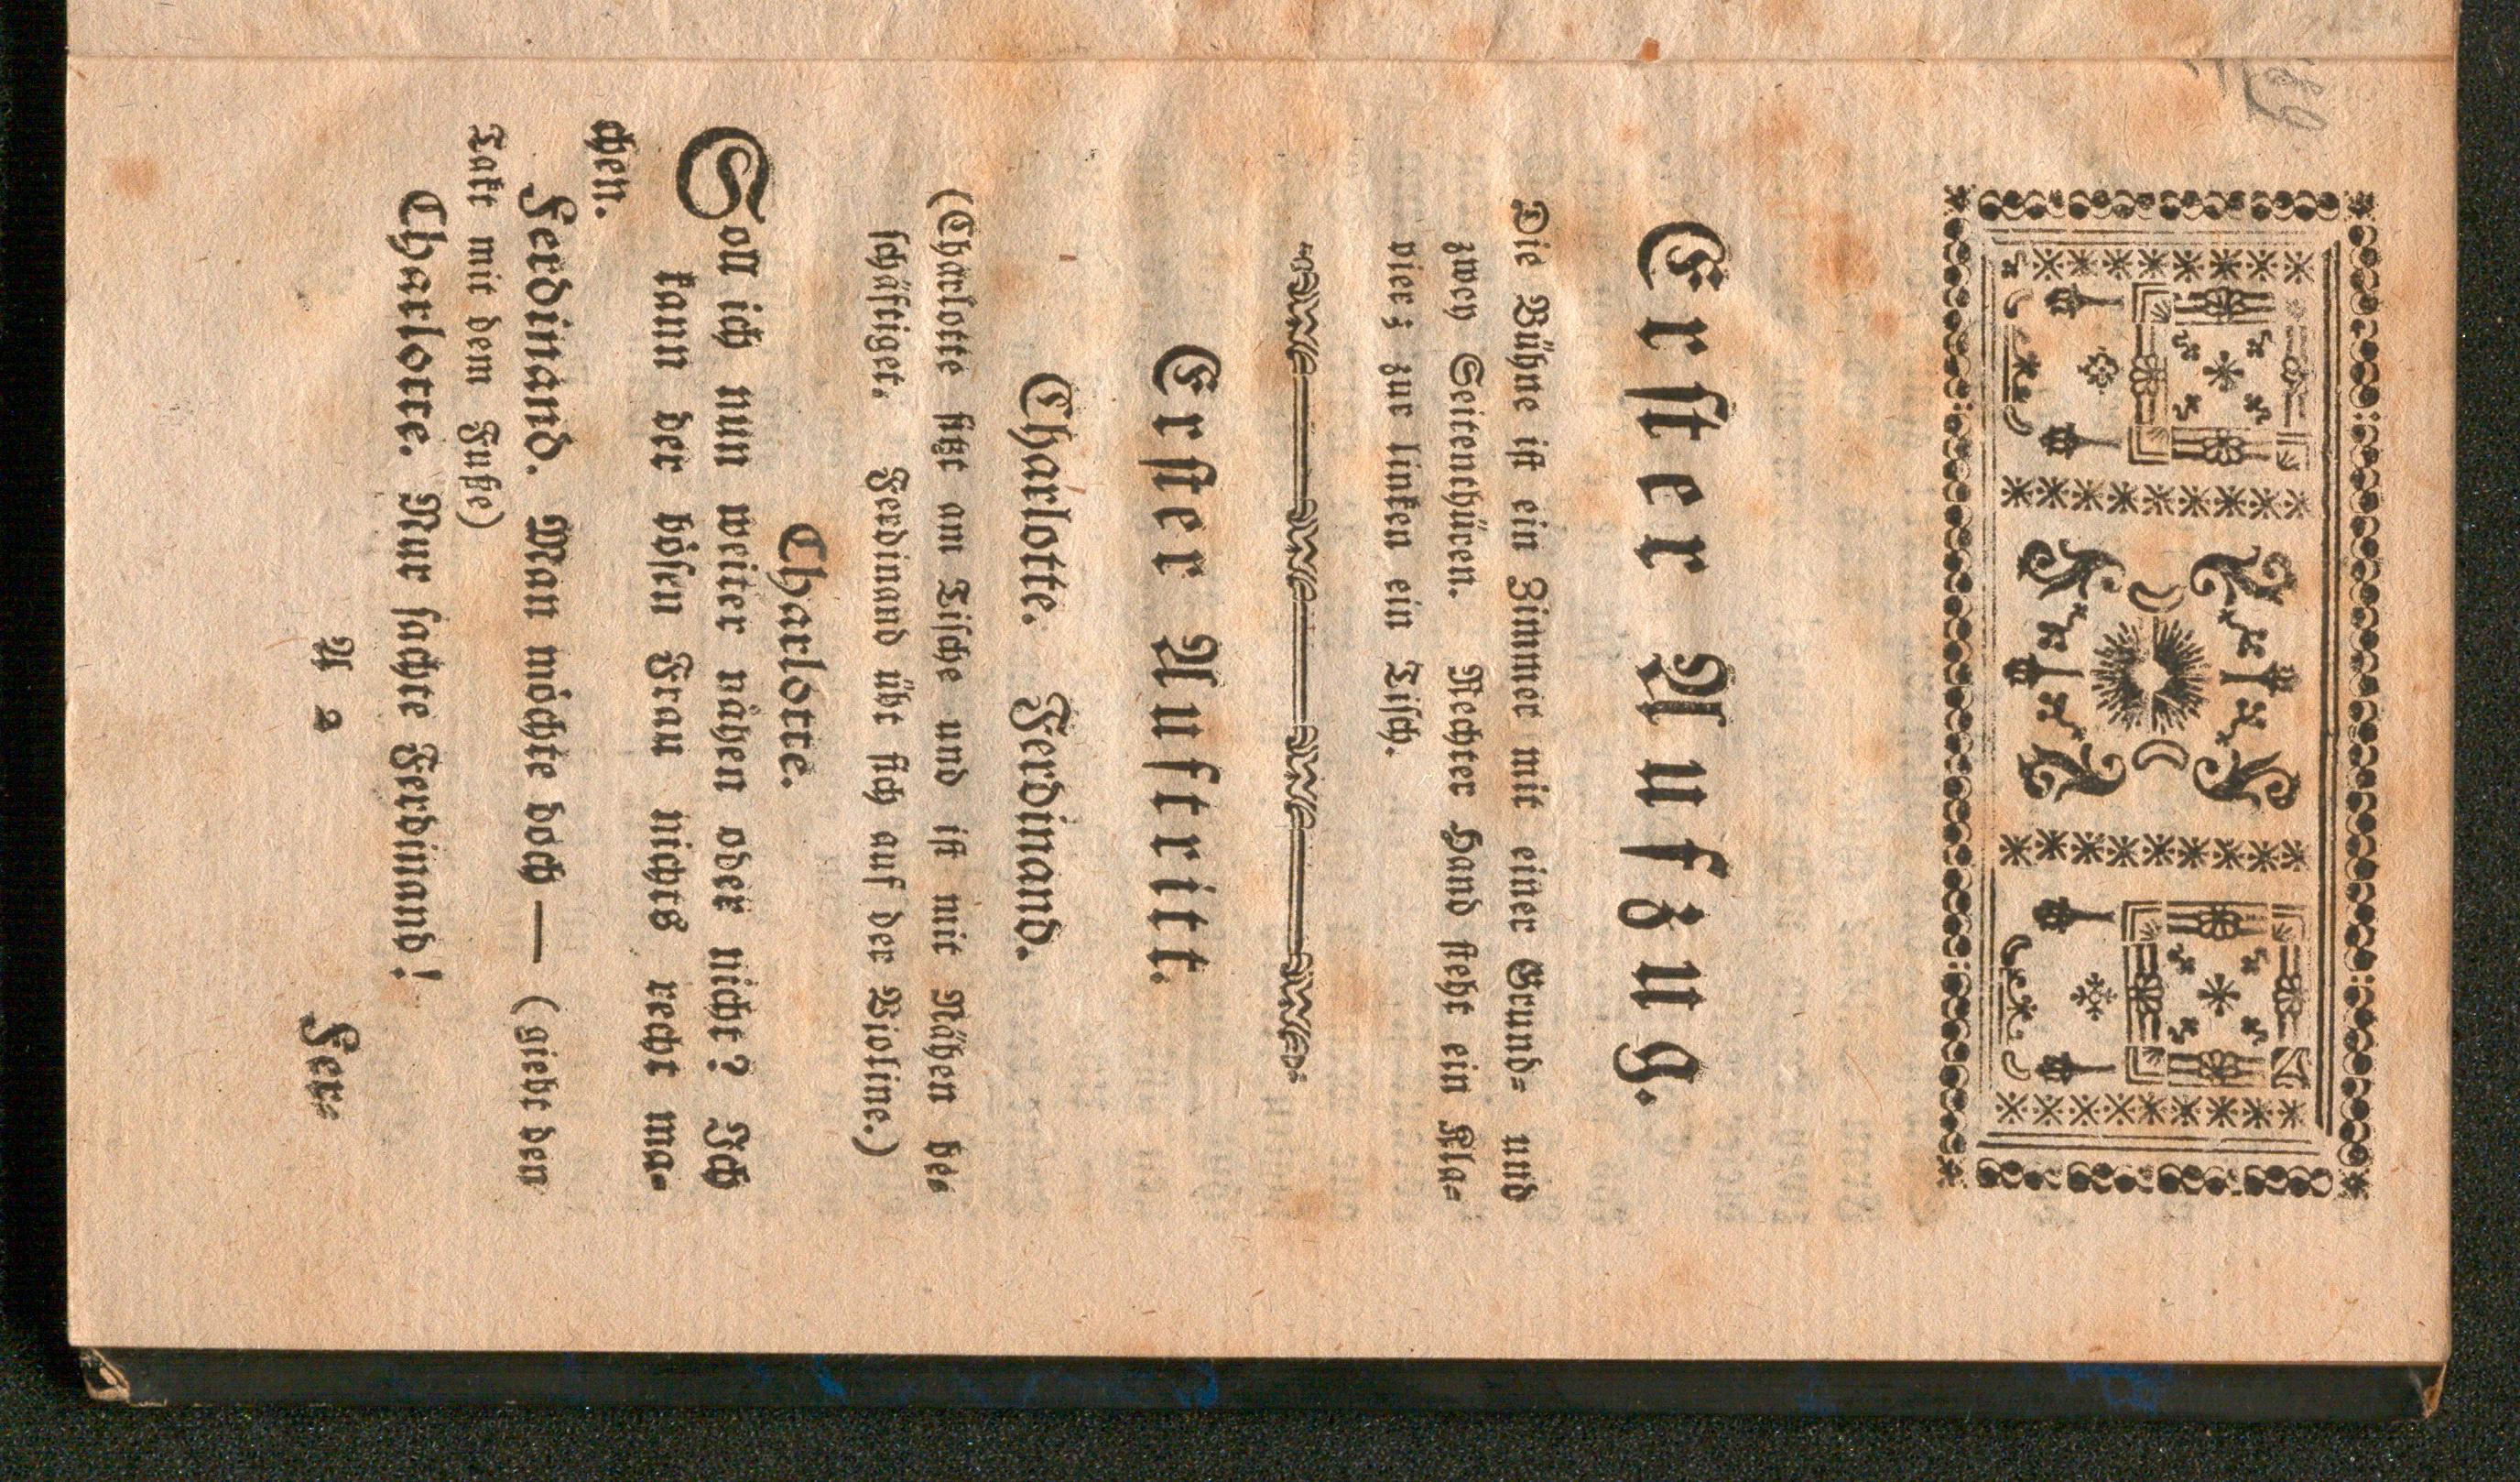 Erster Aufzug.
Die Bühne ist ein Zimmer mit einer Grund- und
zwey Seitenthüren. Rechter Hand steht ein Kla-
vier; zur linken ein Tisch.
Erster Auftritt.
Charlotte. Ferdinand.
(Charlotte sitzt am Tische und ist mit Nähen be-
schäftiget. Ferdinand übt sich auf der Violine.)
Charlotte.
Soll ich nun weiter nähen oder nicht? Ich
kann der bösen Frau nichts recht ma-
chen.
Ferdinand. Man möchte doch — (giebt den
Takt mit dem Fuße)
Charlotte. Nur sachte Ferdinand!
A 2
Fer-